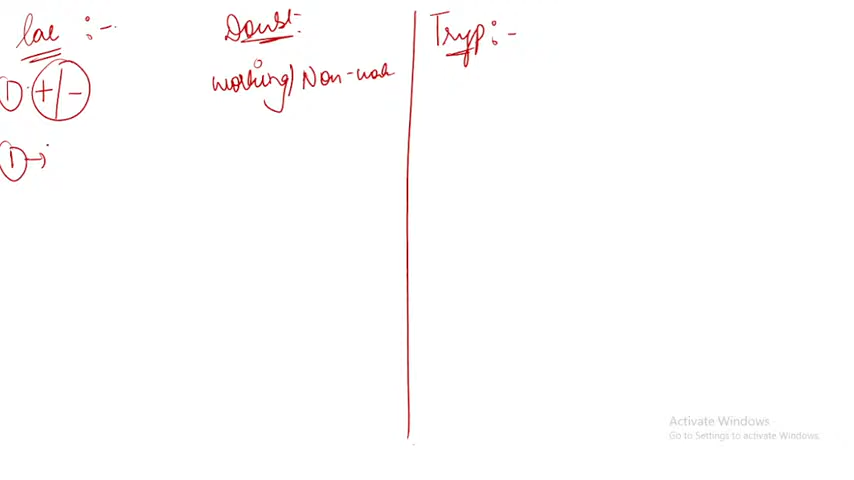 lac :-
Doubt:
Tryp :-
① +/-
working/Non-work
① →
Activate Windows
Go to Settings to activate Windows.